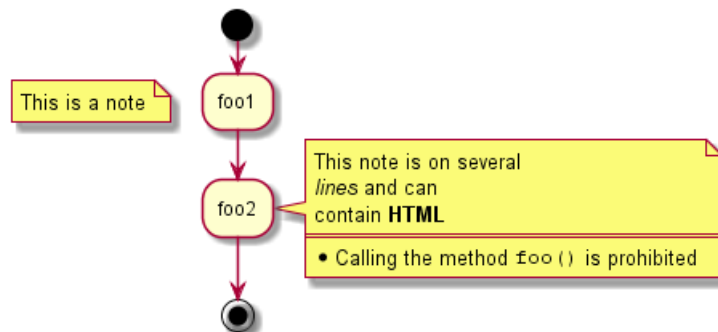 foo1
This is a note
foo2
This note is on several
lines and can
contain HTML
• Calling the method foo() is prohibited